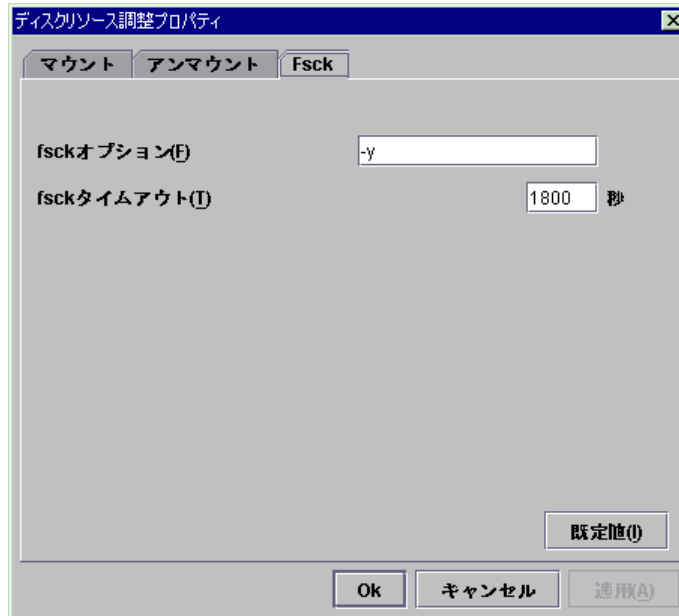 ディスクリソース調整プロパティ
マウント アンマウント Fsck
fsckオプション(F) -y
fsckタイムアウト(T) 1800 秒
既定値(I)
Ok キャンセル 適用(A)